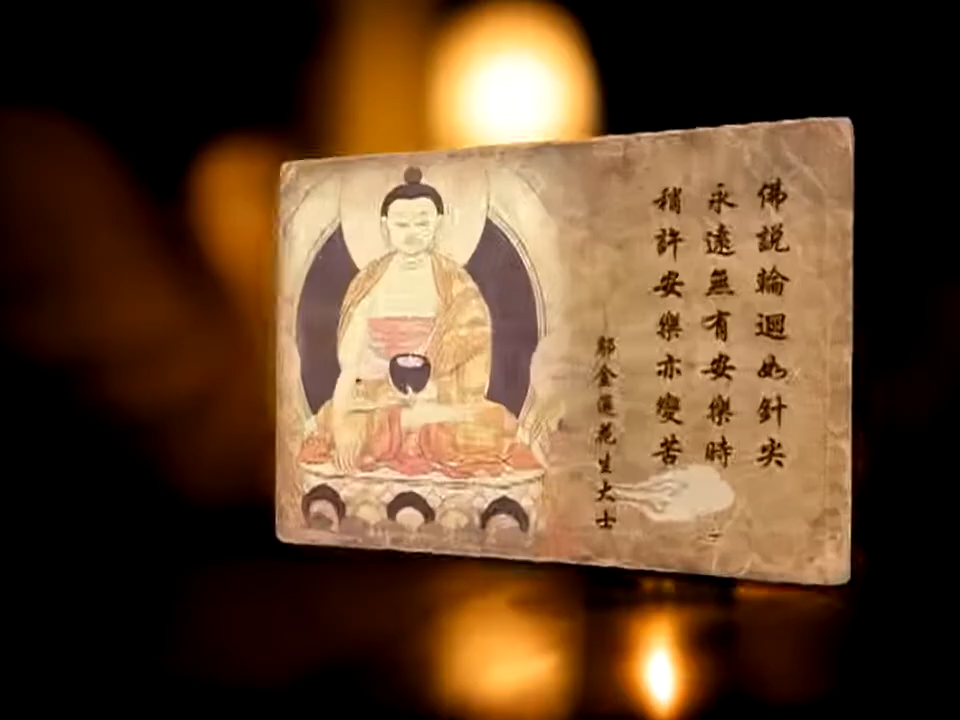 佛説輪迴如針尖
永遠無有安樂時
稍許安樂亦變苦
鄔金蓮花生大士